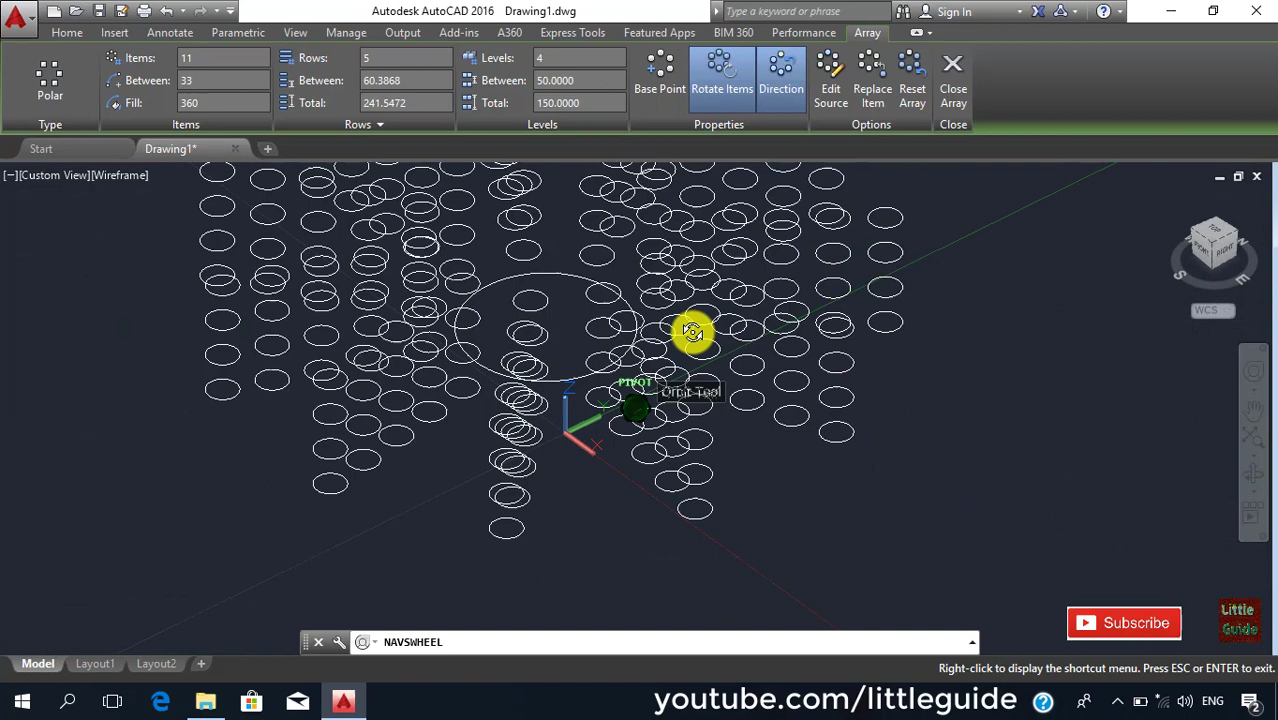 Autodesk AutoCAD 2016 Drawing1.dwg
Type a keyword or phrase
Sign In
Home Insert Annotate Parametric View Manage Output Add-ins A360 Express Tools Featured Apps BIM 360 Performance Array
Items: 11 Rows: 5 Levels: 4
Between: 33 Between: 60.3868 Between: 50.0000
Fill: 360 Total: 241.5472 Total: 150.0000
Polar
Base Point Rotate Items Direction
Edit Source
Replace Item
Reset Array
Close Array
Type Items Rows Levels Properties Options Close
Start Drawing1*
[−][Custom View][Wireframe]
TOP
RIGHT
S
E
WCS
PIVOT
Orbit Tool
Z
X
X
Little Guide
Subscribe
NAVSWHEEL
Model Layout1 Layout2
Right-click to display the shortcut menu. Press ESC or ENTER to exit.
youtube.com/littleguide
ENG
2